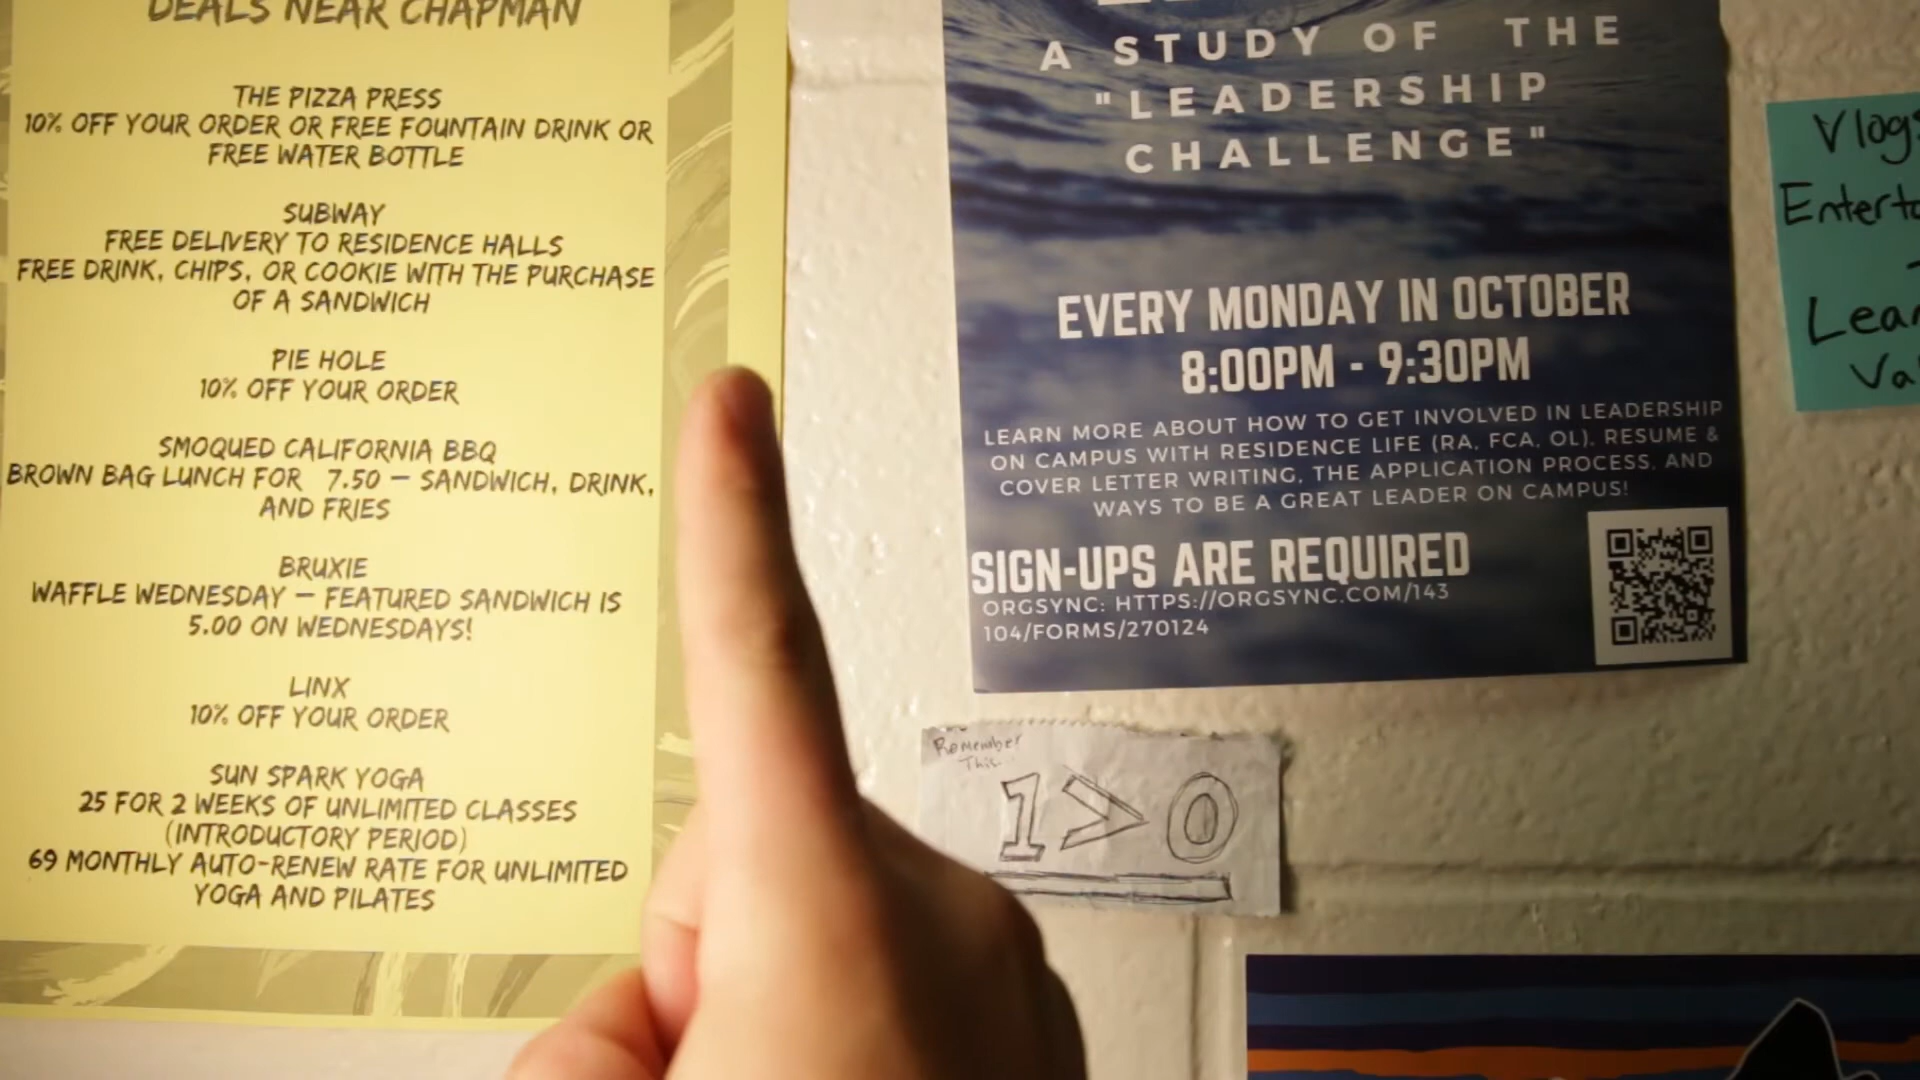 DEALS NEAR CHAPMAN
THE PIZZA PRESS
10% OFF YOUR ORDER OR FREE FOUNTAIN DRINK OR
FREE WATER BOTTLE
SUBWAY
FREE DELIVERY TO RESIDENCE HALLS
FREE DRINK, CHIPS, OR COOKIE WITH THE PURCHASE
OF A SANDWICH
PIE HOLE
10% OFF YOUR ORDER
SMOQUED CALIFORNIA BBQ
BROWN BAG LUNCH FOR 7.50 – SANDWICH, DRINK,
AND FRIES
BRUXIE
WAFFLE WEDNESDAY – FEATURED SANDWICH IS
5.00 ON WEDNESDAYS!
LINX
10% OFF YOUR ORDER
SUN SPARK YOGA
25 FOR 2 WEEKS OF UNLIMITED CLASSES
(INTRODUCTORY PERIOD)
69 MONTHLY AUTO-RENEW RATE FOR UNLIMITED
YOGA AND PILATES
A STUDY OF THE
"LEADERSHIP
CHALLENGE"
EVERY MONDAY IN OCTOBER
8:00PM - 9:30PM
LEARN MORE ABOUT HOW TO GET INVOLVED IN LEADERSHIP
ON CAMPUS WITH RESIDENCE LIFE (RA, FCA, OL), RESUME &
COVER LETTER WRITING, THE APPLICATION PROCESS, AND
WAYS TO BE A GREAT LEADER ON CAMPUS!
SIGN-UPS ARE REQUIRED
ORGSYNC: HTTPS://ORGSYNC.COM/143
104/FORMS/270124
Remember
This
1>0
Vlogs